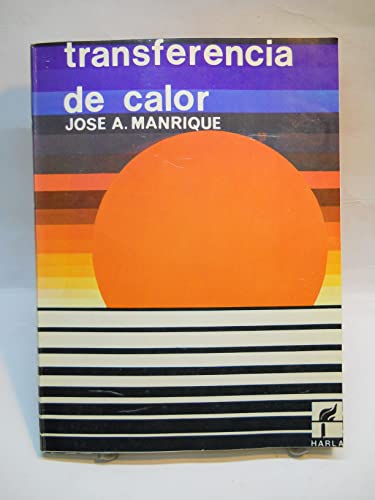 transferencia
de calor
JOSE A. MANRIQUE
HARLA